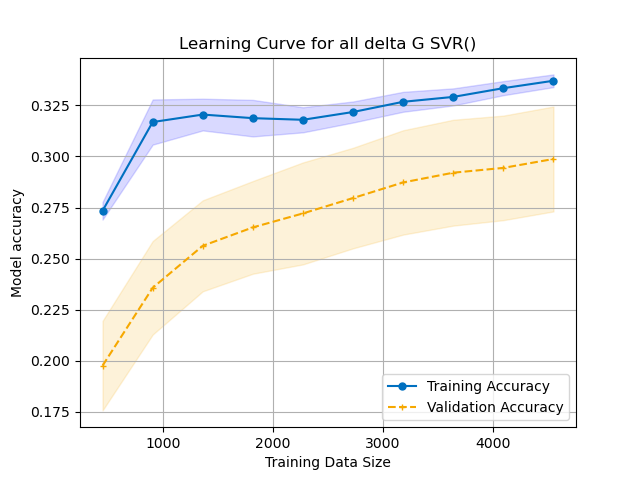 Learning Curve for all delta G SVR()
Model accuracy
0.325
0.300
0.275
0.250
0.225
0.200
0.175
Training Accuracy
Validation Accuracy
1000 2000 3000 4000
Training Data Size